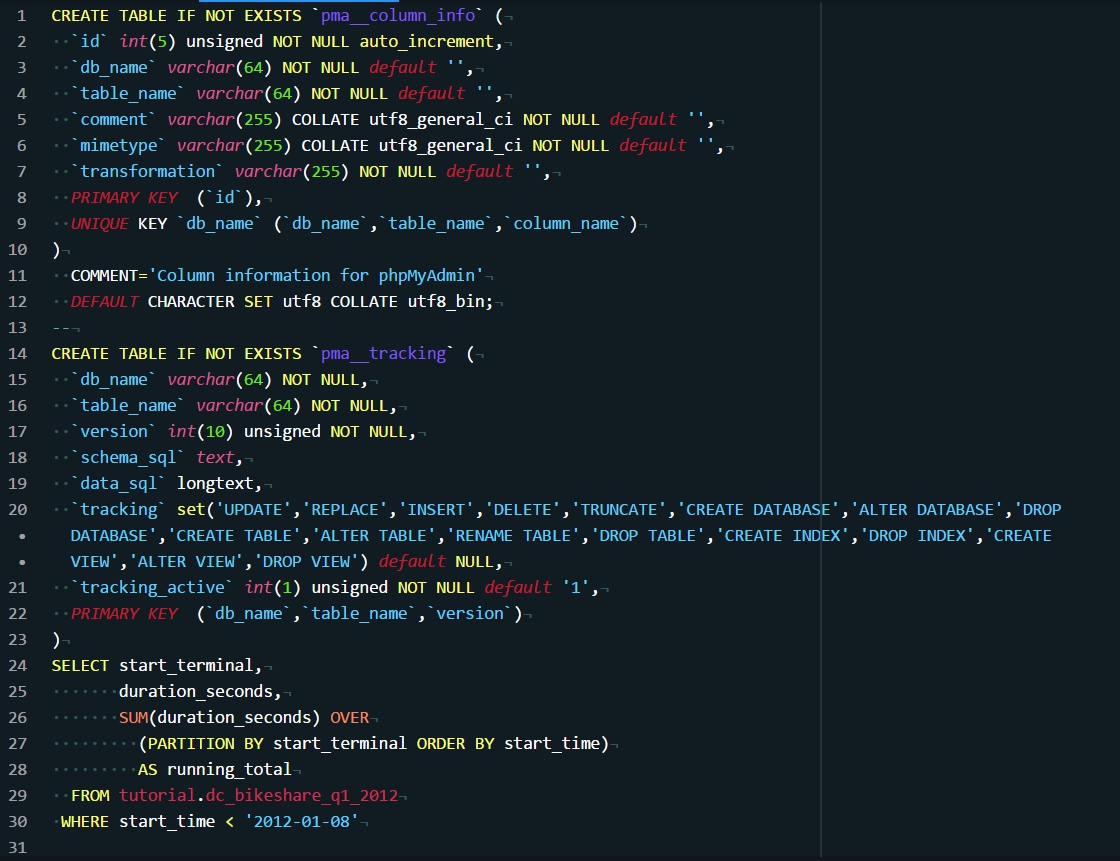 1 CREATE TABLE IF NOT EXISTS `pma__column_info` (¬
2 ··`id` int(5) unsigned NOT NULL auto_increment,¬
3 ··`db_name` varchar(64) NOT NULL default '',¬
4 ··`table_name` varchar(64) NOT NULL default '',¬
5 ··`comment` varchar(255) COLLATE utf8_general_ci NOT NULL default '',¬
6 ··`mimetype` varchar(255) COLLATE utf8_general_ci NOT NULL default '',¬
7 ··`transformation` varchar(255) NOT NULL default '',¬
8 ··PRIMARY KEY  (`id`),¬
9 ··UNIQUE KEY `db_name` (`db_name`,`table_name`,`column_name`)¬
10 )¬
11 ··COMMENT='Column information for phpMyAdmin'¬
12 ··DEFAULT CHARACTER SET utf8 COLLATE utf8_bin;¬
13 --¬
14 CREATE TABLE IF NOT EXISTS `pma__tracking` (¬
15 ··`db_name` varchar(64) NOT NULL,¬
16 ··`table_name` varchar(64) NOT NULL,¬
17 ··`version` int(10) unsigned NOT NULL,¬
18 ··`schema_sql` text,¬
19 ··`data_sql` longtext,¬
20 ··`tracking` set('UPDATE','REPLACE','INSERT','DELETE','TRUNCATE','CREATE DATABASE','ALTER DATABASE','DROP
• DATABASE','CREATE TABLE','ALTER TABLE','RENAME TABLE','DROP TABLE','CREATE INDEX','DROP INDEX','CREATE
• VIEW','ALTER VIEW','DROP VIEW') default NULL,¬
21 ··`tracking_active` int(1) unsigned NOT NULL default '1',¬
22 ··PRIMARY KEY  (`db_name`,`table_name`,`version`)¬
23 )¬
24 SELECT start_terminal,¬
25 ·······duration_seconds,¬
26 ·······SUM(duration_seconds) OVER¬
27 ·········(PARTITION BY start_terminal ORDER BY start_time)¬
28 ·········AS running_total¬
29 ··FROM tutorial.dc_bikeshare_q1_2012¬
30 ·WHERE start_time < '2012-01-08'¬
31